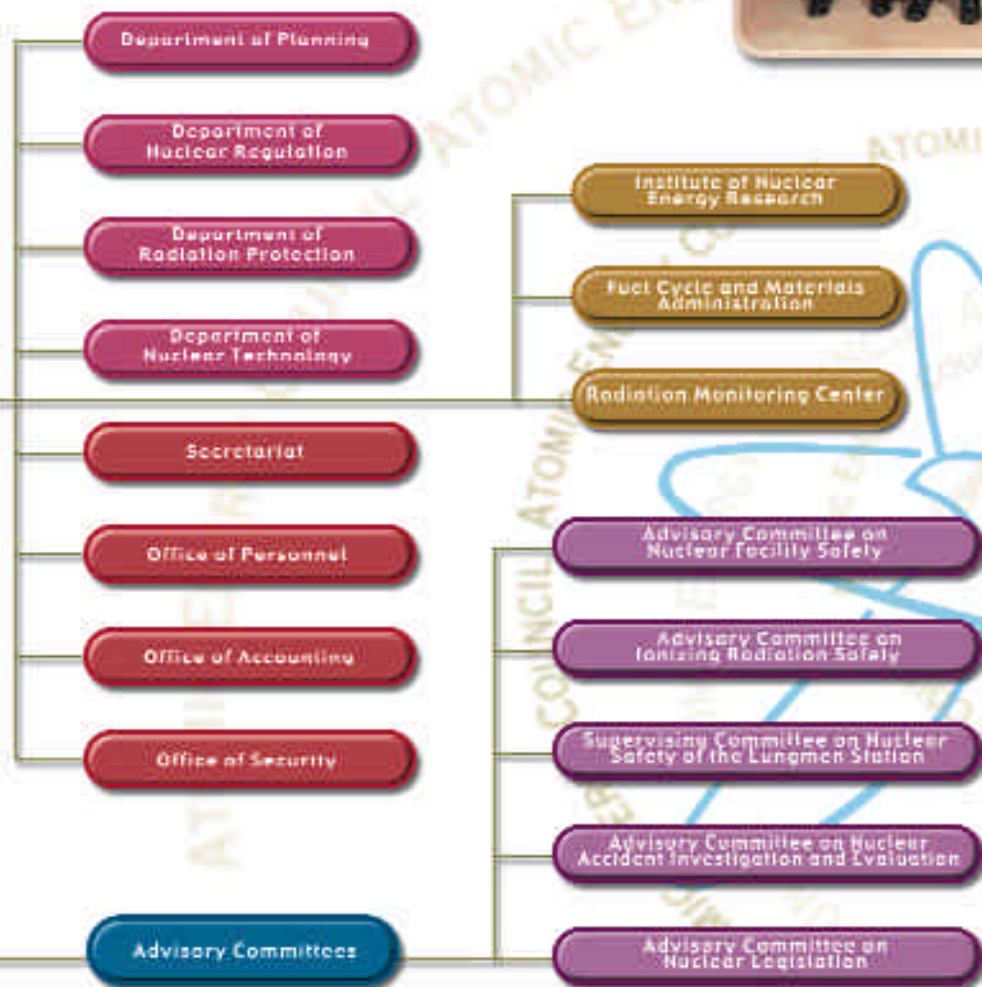 Department of Planning
Department of
Nuclear Regulation
Department of
Radiation Protection
Department of
Nuclear Technology
Secretariat
Office of Personnel
Office of Accounting
Office of Security
Advisory Committees
Institute of Nuclear
Energy Research
Fuel Cycle and Materials
Administration
Radiation Monitoring Center
Advisory Committee on
Nuclear Facility Safety
Advisory Committee on
Ionizing Radiation Safety
Supervising Committee on Nuclear
Safety of the Lungmen Station
Advisory Committee on Nuclear
Accident Investigation and Evaluation
Advisory Committee on
Nuclear Legislation
ATOMIC
COUNCIL ATOMIC